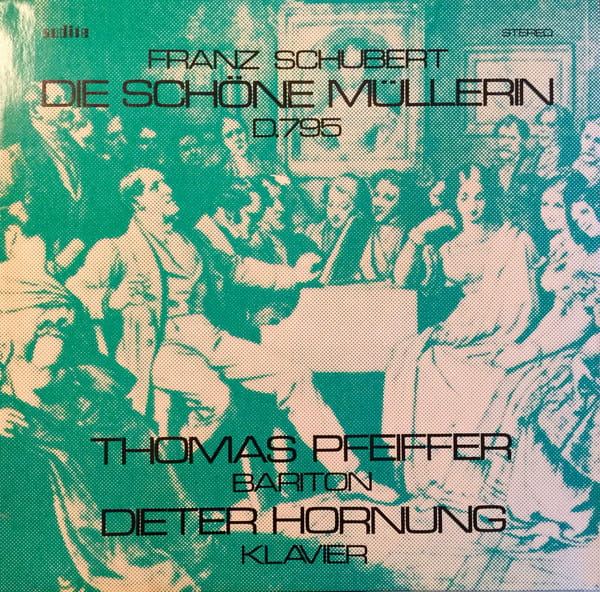 audite
STEREO
FRANZ SCHUBERT
DIE SCHÖNE MÜLLERIN
D.795
THOMAS PFEIFFER
BARITON
DIETER HORNUNG
KLAVIER